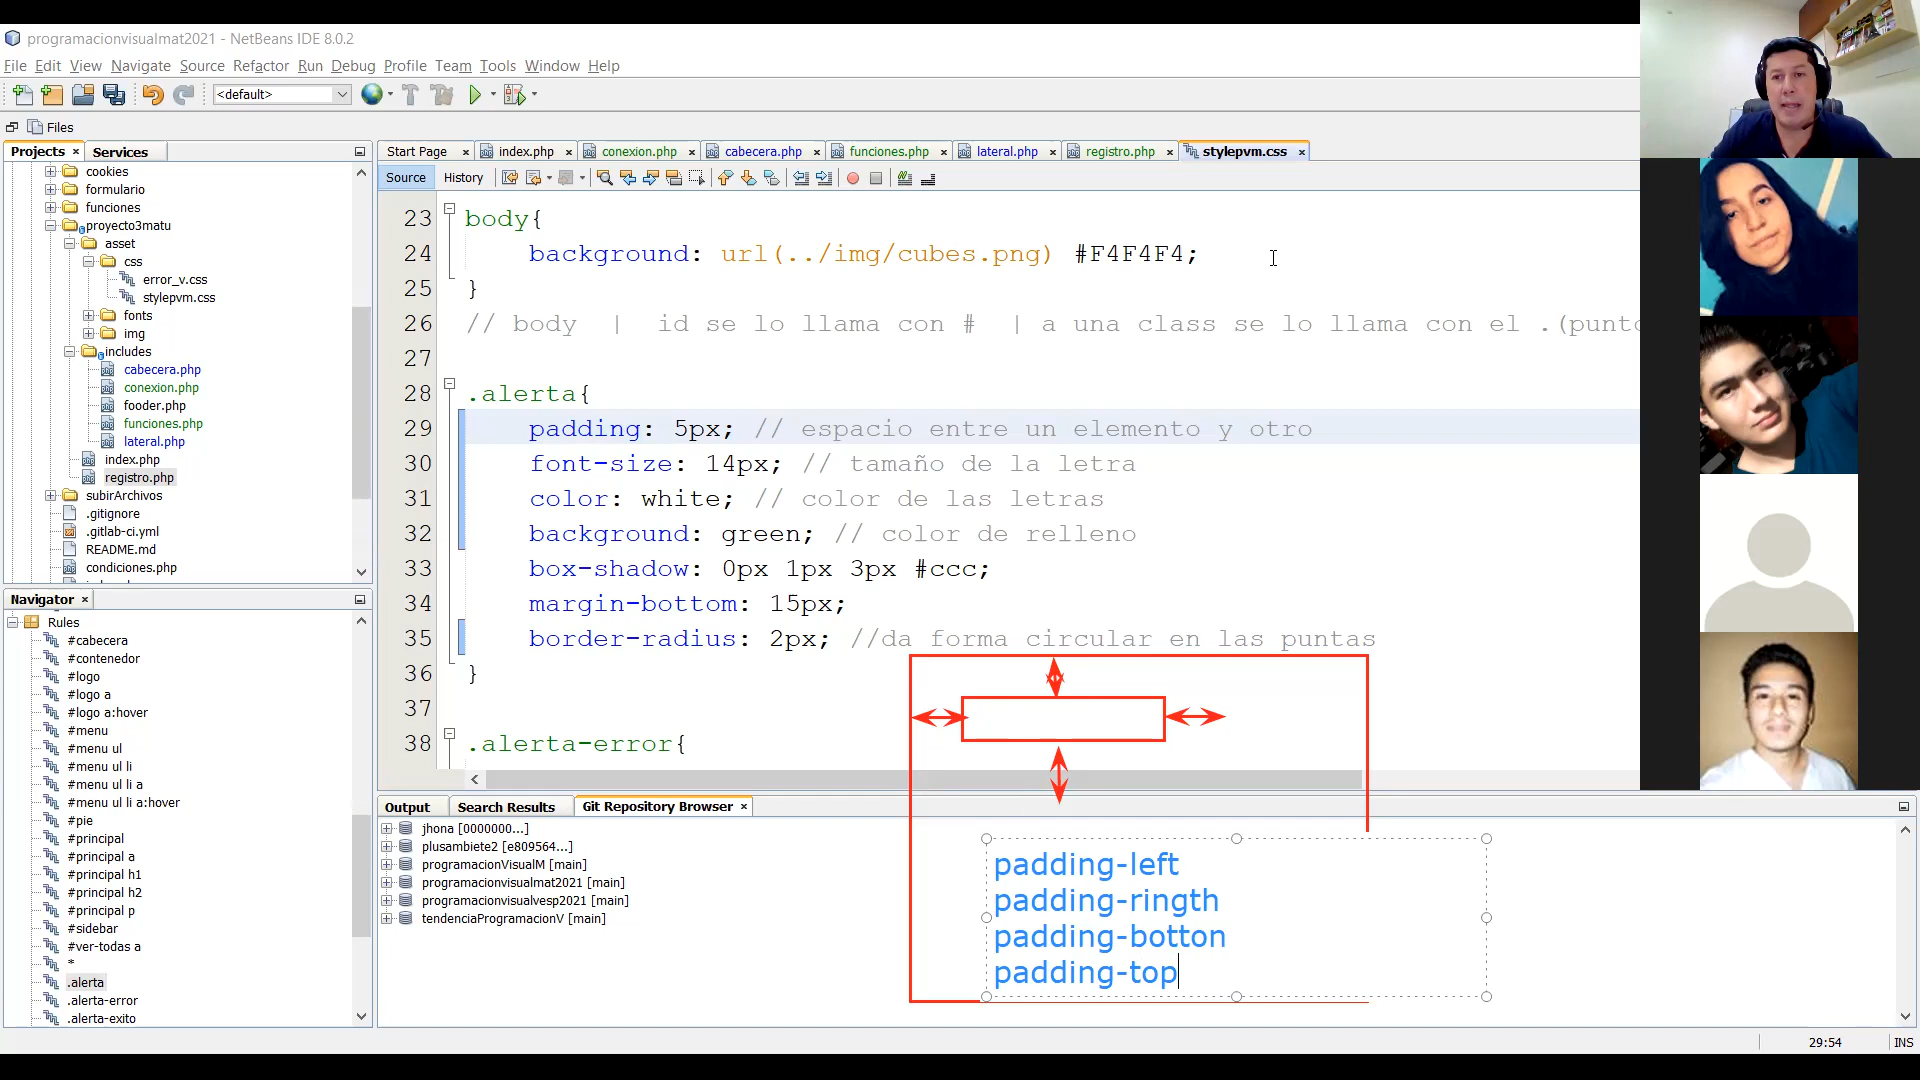 programacionvisualmat2021 - NetBeans IDE 8.0.2
File Edit View Navigate Source Refactor Run Debug Profile Team Tools Window Help
<default>
Files
Projects Services
cookies
formulario
funciones
proyecto3matu
asset
css
error_v.css
stylepvm.css
fonts
img
includes
cabecera.php
conexion.php
fooder.php
funciones.php
lateral.php
index.php
registro.php
subirArchivos
.gitignore
.gitlab-ci.yml
README.md
condiciones.php
Navigator
Rules
#cabecera
#contenedor
#logo
#logo a
#logo a:hover
#menu
#menu ul
#menu ul li
#menu ul li a
#menu ul li a:hover
#pie
#principal
#principal a
#principal h1
#principal h2
#principal p
#sidebar
#ver-todas a
*
.alerta
.alerta-error
.alerta-exito
Start Page index.php conexion.php cabecera.php funciones.php lateral.php registro.php stylepvm.css
Source History
23 body{
24 background: url(../img/cubes.png) #F4F4F4;
25 }
26 // body | id se lo llama con # | a una class se lo llama con el .(punto
27
28 .alerta{
29 padding: 5px; // espacio entre un elemento y otro
30 font-size: 14px; // tamaño de la letra
31 color: white; // color de las letras
32 background: green; // color de relleno
33 box-shadow: 0px 1px 3px #ccc;
34 margin-bottom: 15px;
35 border-radius: 2px; //da forma circular en las puntas
36 }
37
38 .alerta-error{
Output Search Results Git Repository Browser
jhona [0000000...]
plusambiete2 [e809564...]
programacionVisualM [main]
programacionvisualmat2021 [main]
programacionvisualvesp2021 [main]
tendenciaProgramacionV [main]
padding-left
padding-ringth
padding-botton
padding-top
29:54 INS